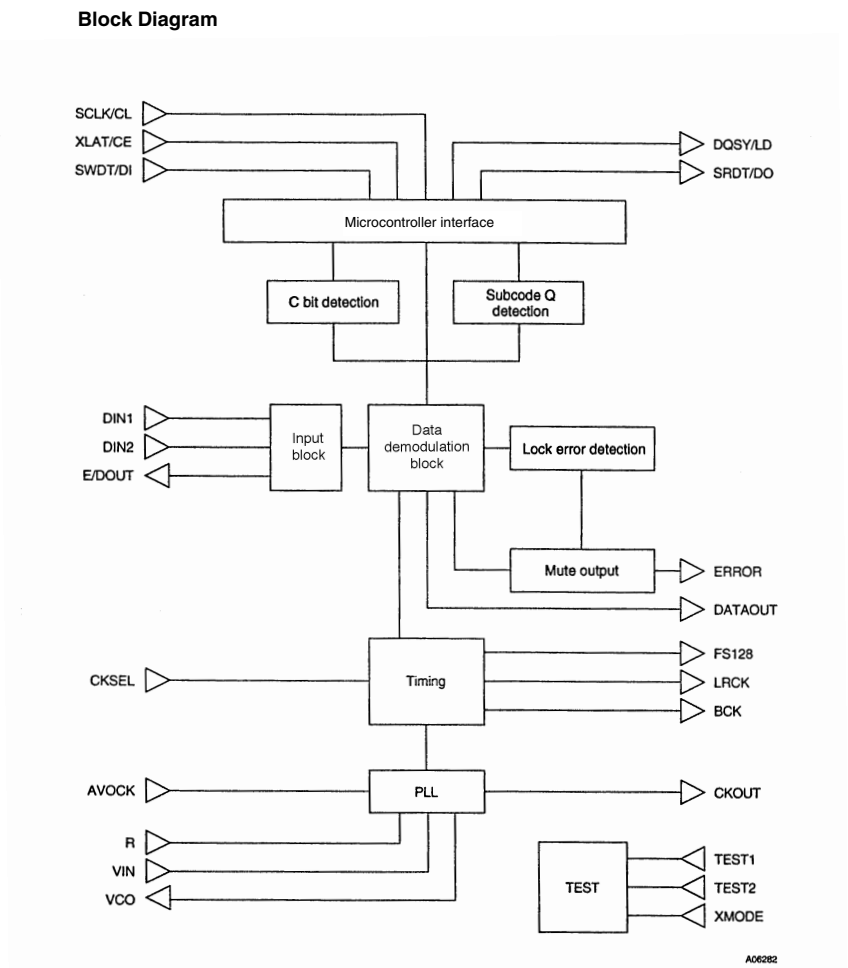 Block Diagram
SCLK/CL
XLAT/CE
SWDT/DI
DQSY/LD
SRDT/DO
Microcontroller interface
C bit detection
Subcode Q
detection
DIN1
DIN2
E/DOUT
Input
block
Data
demodulation
block
Lock error detection
Mute output
ERROR
DATAOUT
CKSEL
Timing
FS128
LRCK
BCK
AVOCK
PLL
CKOUT
R
VIN
VCO
TEST
TEST1
TEST2
XMODE
A06282